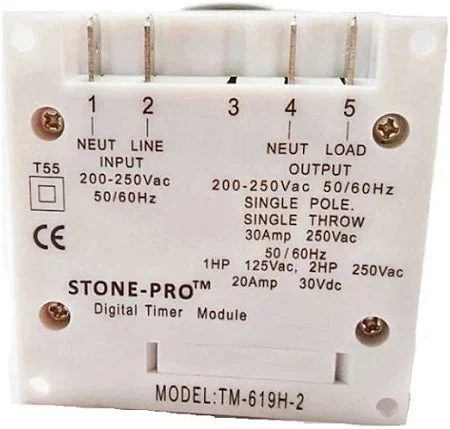 1 2 3 4 5
NEUT LINE NEUT LOAD
INPUT OUTPUT
T55
200-250Vac 200-250Vac 50/60Hz
50/60Hz SINGLE POLE.
SINGLE THROW
30Amp 250Vac
50/60Hz
1HP 125Vac, 2HP 250Vac
20Amp 30Vdc
CE
STONE-PRO™
Digital Timer Module
MODEL:TM-619H-2